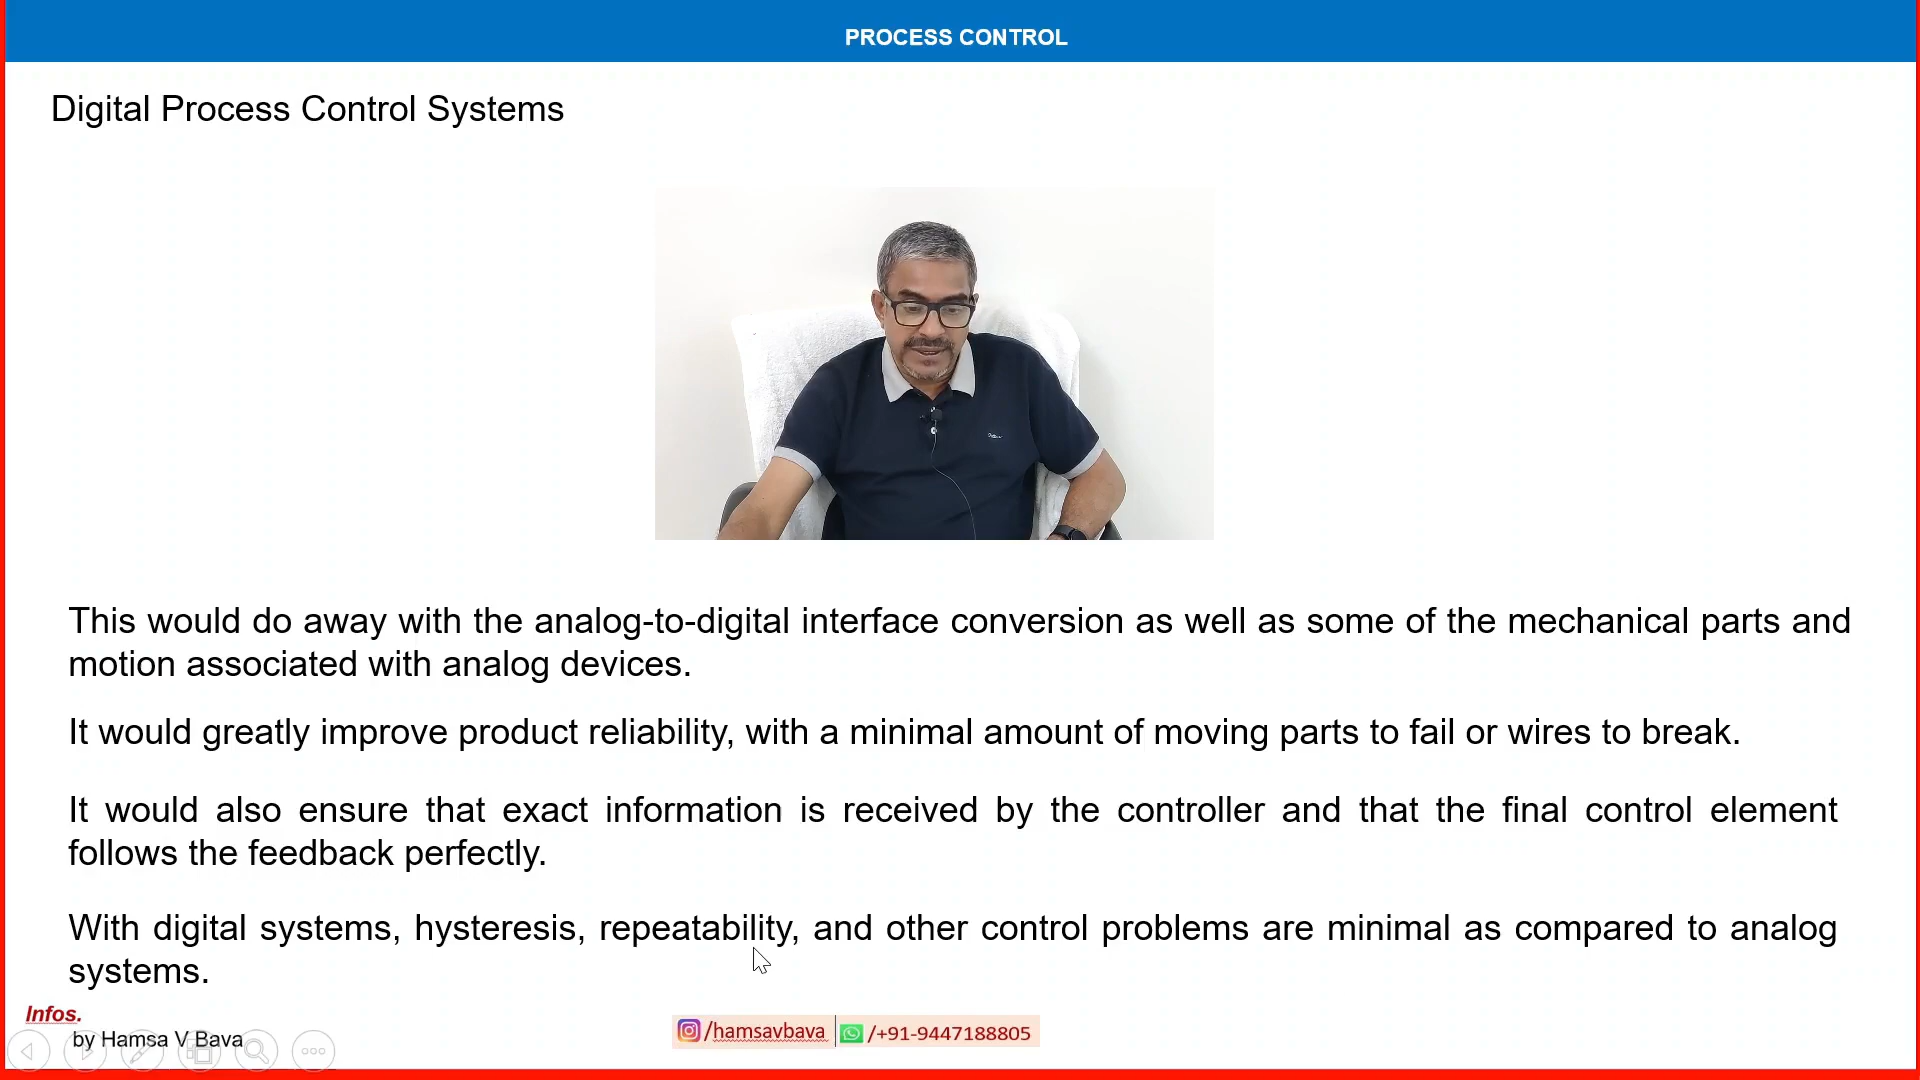 PROCESS CONTROL
Digital Process Control Systems
This would do away with the analog-to-digital interface conversion as well as some of the mechanical parts and
motion associated with analog devices.
It would greatly improve product reliability, with a minimal amount of moving parts to fail or wires to break.
It would also ensure that exact information is received by the controller and that the final control element
follows the feedback perfectly.
With digital systems, hysteresis, repeatability, and other control problems are minimal as compared to analog
systems.
Infos.
by Hamsa V Bava
/hamsavbava /+91-9447188805